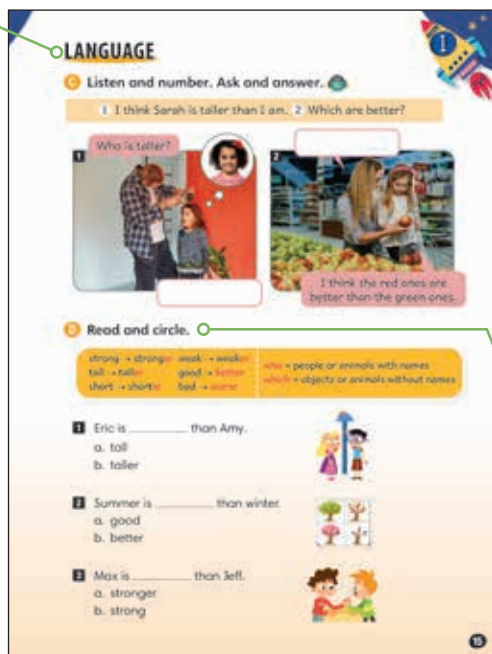 1
LANGUAGE
C Listen and number. Ask and answer.
1 I think Sarah is taller than I am. 2 Which are better?
1
Who is taller?
2
I think the red ones are
better than the green ones.
D Read and circle.
strong → stronger weak → weaker
tall → taller good → better
short → shorter bad → worse
who = people or animals with names
which = objects or animals without names
1 Eric is ________ than Amy.
a. tall
b. taller
2 Summer is ________ than winter.
a. good
b. better
3 Max is ________ than Jeff.
a. stronger
b. strong
15